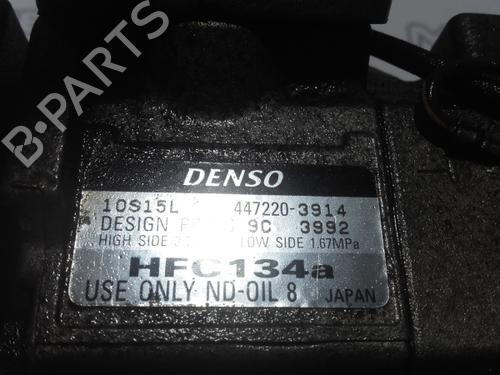 B-PARTS
DENSO
10S15L 447220-3914
DESIGN 9C 3992
HIGH SIDE LOW SIDE 1.67MPa
HFC134a
USE ONLY ND-OIL 8 JAPAN